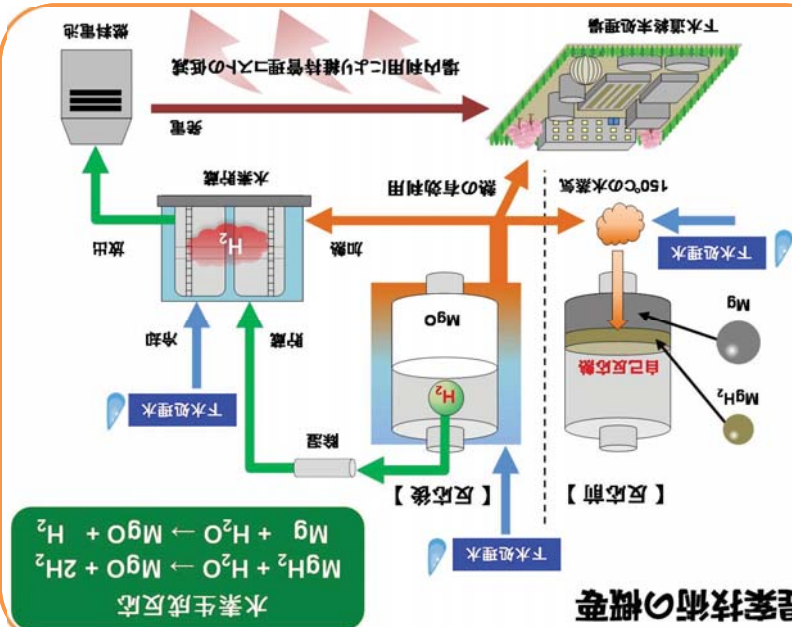 提案技術の概要
水素生成反応
MgH₂ + H₂O → MgO + 2H₂
Mg + H₂O → MgO + H₂
【反応前】
【反応後】
下水処理水
MgH₂
Mg
自己反応熱
下水処理水
150℃の水蒸気
H₂
MgO
除湿
下水処理水
貯蔵
冷却
H₂
水素貯蔵
加熱
放出
熱の有効利用
下水道終末処理場
発電
場内利用により維持管理コストの低減
燃料電池